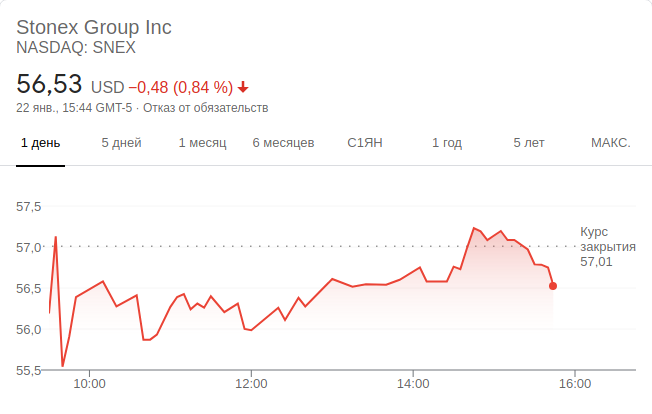 Stonex Group Inc
NASDAQ: SNEX
56,53 USD −0,48 (0,84 %)
22 янв., 15:44 GMT-5 · Отказ от обязательств
1 день 5 дней 1 месяц 6 месяцев С1ЯН 1 год 5 лет МАКС.
57,5
Курс
57,0 закрытия
57,01
56,5
56,0
55,5
10:00 12:00 14:00 16:00